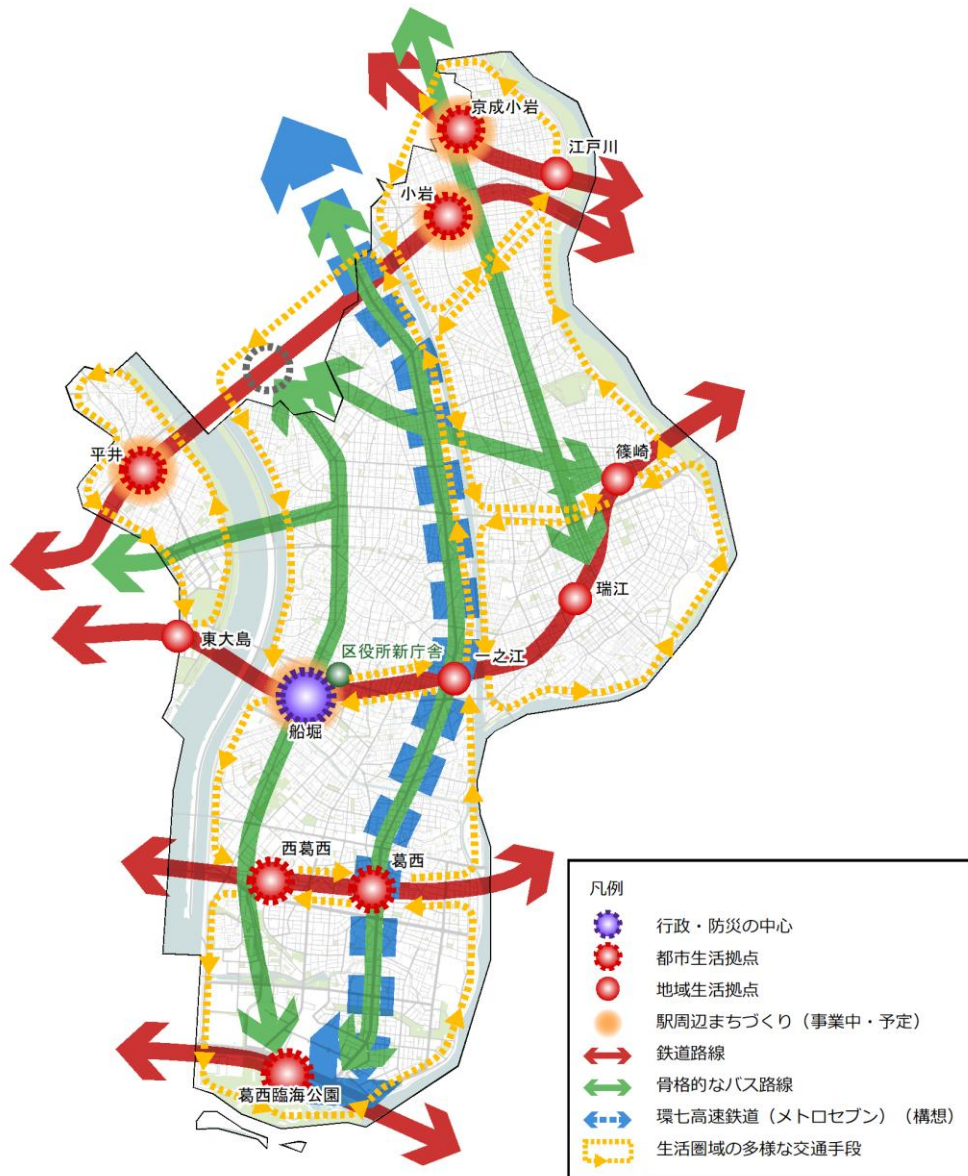 京成小岩
江戸川
小岩
平井
篠崎
瑞江
東大島
区役所新庁舎
一之江
船堀
西葛西
葛西
葛西臨海公園
凡例
行政・防災の中心
都市生活拠点
地域生活拠点
駅周辺まちづくり（事業中・予定）
鉄道路線
骨格的なバス路線
環七高速鉄道（メトロセブン）（構想）
生活圏域の多様な交通手段